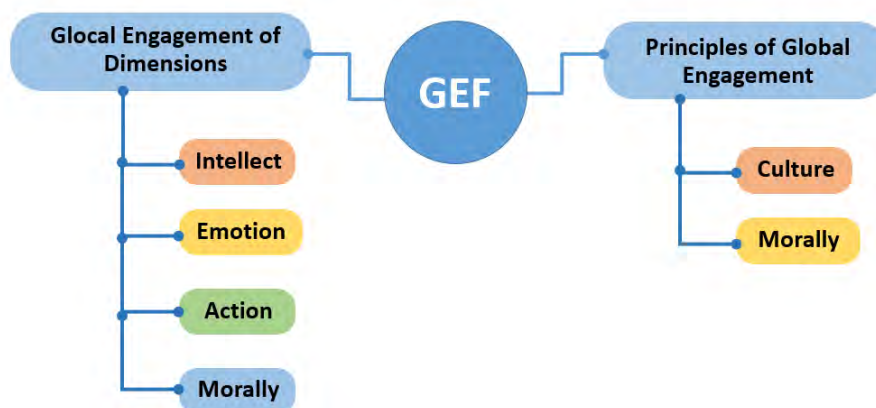 Glocal Engagement of
Dimensions
Intellect
Emotion
Action
Morally
GEF
Principles of Global
Engagement
Culture
Morally